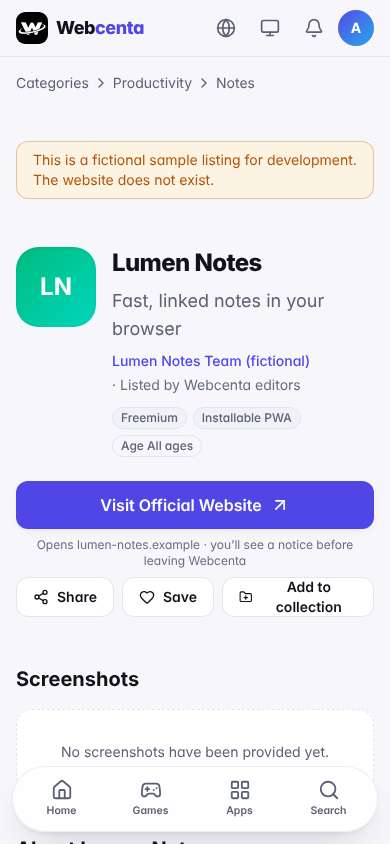 Webcenta
A
Categories > Productivity > Notes
This is a fictional sample listing for development.
The website does not exist.
LN
Lumen Notes
Fast, linked notes in your
browser
Lumen Notes Team (fictional)
· Listed by Webcenta editors
Freemium
Installable PWA
Age All ages
Visit Official Website
Opens lumen-notes.example · you'll see a notice before
leaving Webcenta
Share
Save
Add to
collection
Screenshots
No screenshots have been provided yet.
Home
Games
Apps
Search